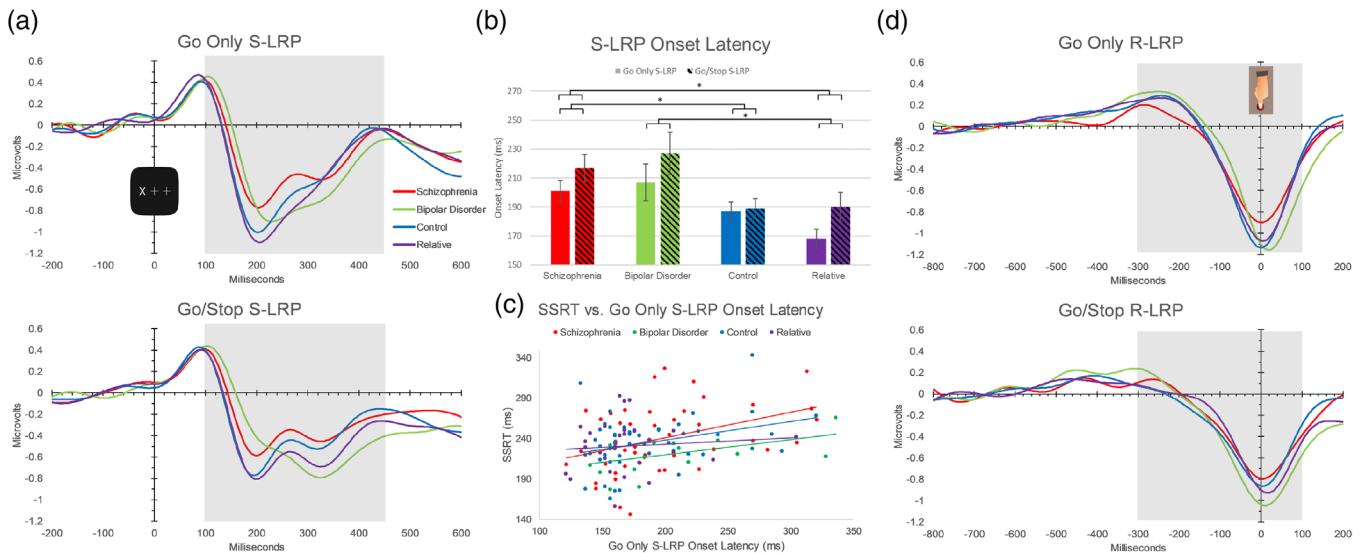 (a)
Go Only S-LRP
0.6
0.4
0.2
0
-0.2
-0.4
-0.6
-0.8
-1
-1.2
Microvolts
X + +
Schizophrenia
Bipolar Disorder
Control
Relative
-200 -100 0 100 200 300 400 500 600
Milliseconds
Go/Stop S-LRP
0.6
0.4
0.2
0
-0.2
-0.4
-0.6
-0.8
-1
-1.2
Microvolts
-200 -100 0 100 200 300 400 500 600
Milliseconds
(b)
S-LRP Onset Latency
Go Only S-LRP Go/Stop S-LRP
270
250
230
210
190
170
150
Onset Latency (ms)
*
*
*
Schizophrenia Bipolar Disorder Control Relative
(c)
SSRT vs. Go Only S-LRP Onset Latency
Schizophrenia Bipolar Disorder Control Relative
340
290
240
190
140
SSRT (ms)
100 150 200 250 300 350
Go Only S-LRP Onset Latency (ms)
(d)
Go Only R-LRP
0.6
0.4
0.2
0
-0.2
-0.4
-0.6
-0.8
-1
-1.2
Microvolts
-800 -700 -600 -500 -400 -300 -200 -100 0 100 200
Milliseconds
Go/Stop R-LRP
0.6
0.4
0.2
0
-0.2
-0.4
-0.6
-0.8
-1
-1.2
Microvolts
-800 -700 -600 -500 -400 -300 -200 -100 0 100 200
Milliseconds